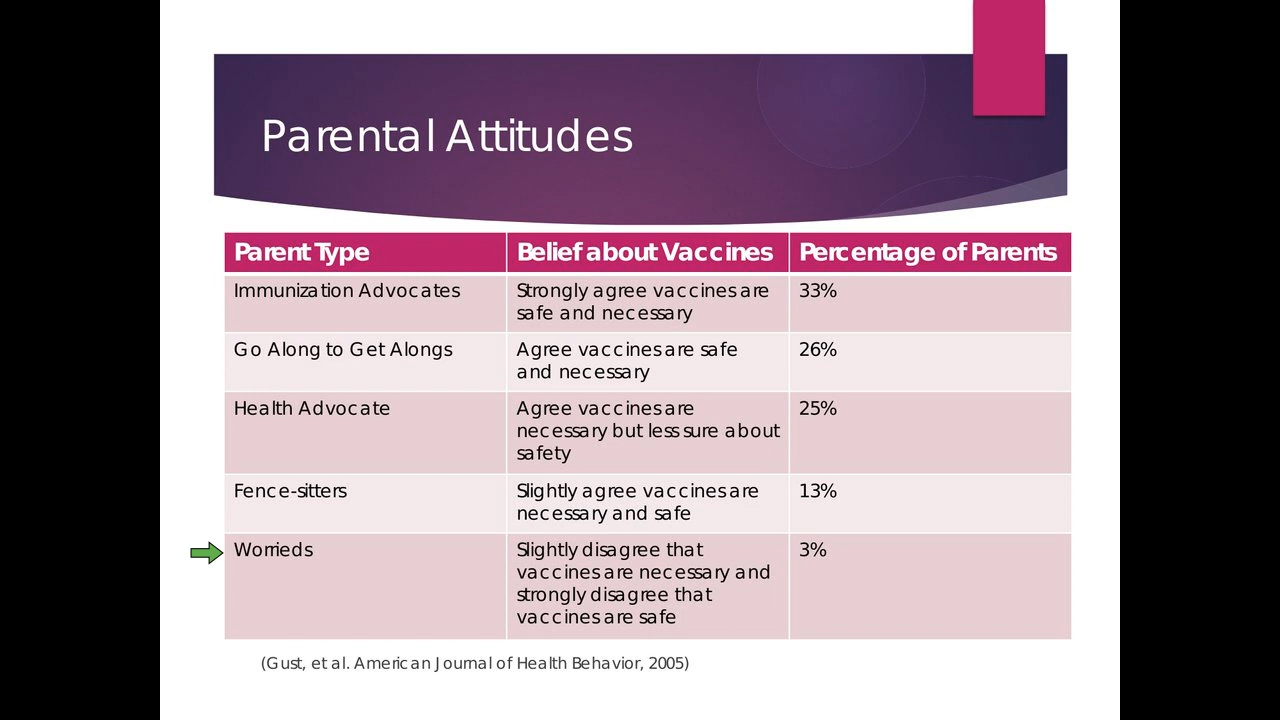 Parental Attitudes
Parent Type
Belief about Vaccines
Percentage of Parents
Immunization Advocates
Strongly agree vaccines are
safe and necessary
33%
Go Along to Get Alongs
Agree vaccines are safe
and necessary
26%
Health Advocate
Agree vaccines are
necessary but less sure about
safety
25%
Fence-sitters
Slightly agree vaccines are
necessary and safe
13%
Worrieds
Slightly disagree that
vaccines are necessary and
strongly disagree that
vaccines are safe
3%
(Gust, et al. American Journal of Health Behavior, 2005)